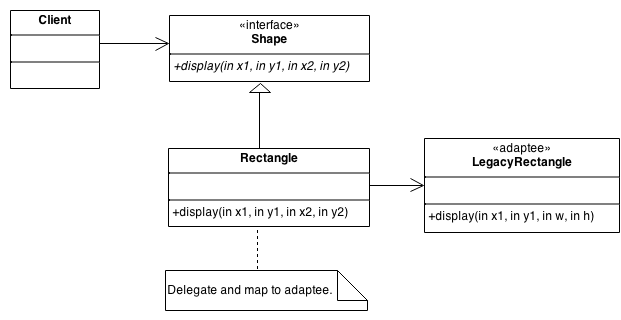 Client
«interface»
Shape
+display(in x1, in y1, in x2, in y2)
Rectangle
+display(in x1, in y1, in x2, in y2)
«adaptee»
LegacyRectangle
+display(in x1, in y1, in w, in h)
Delegate and map to adaptee.